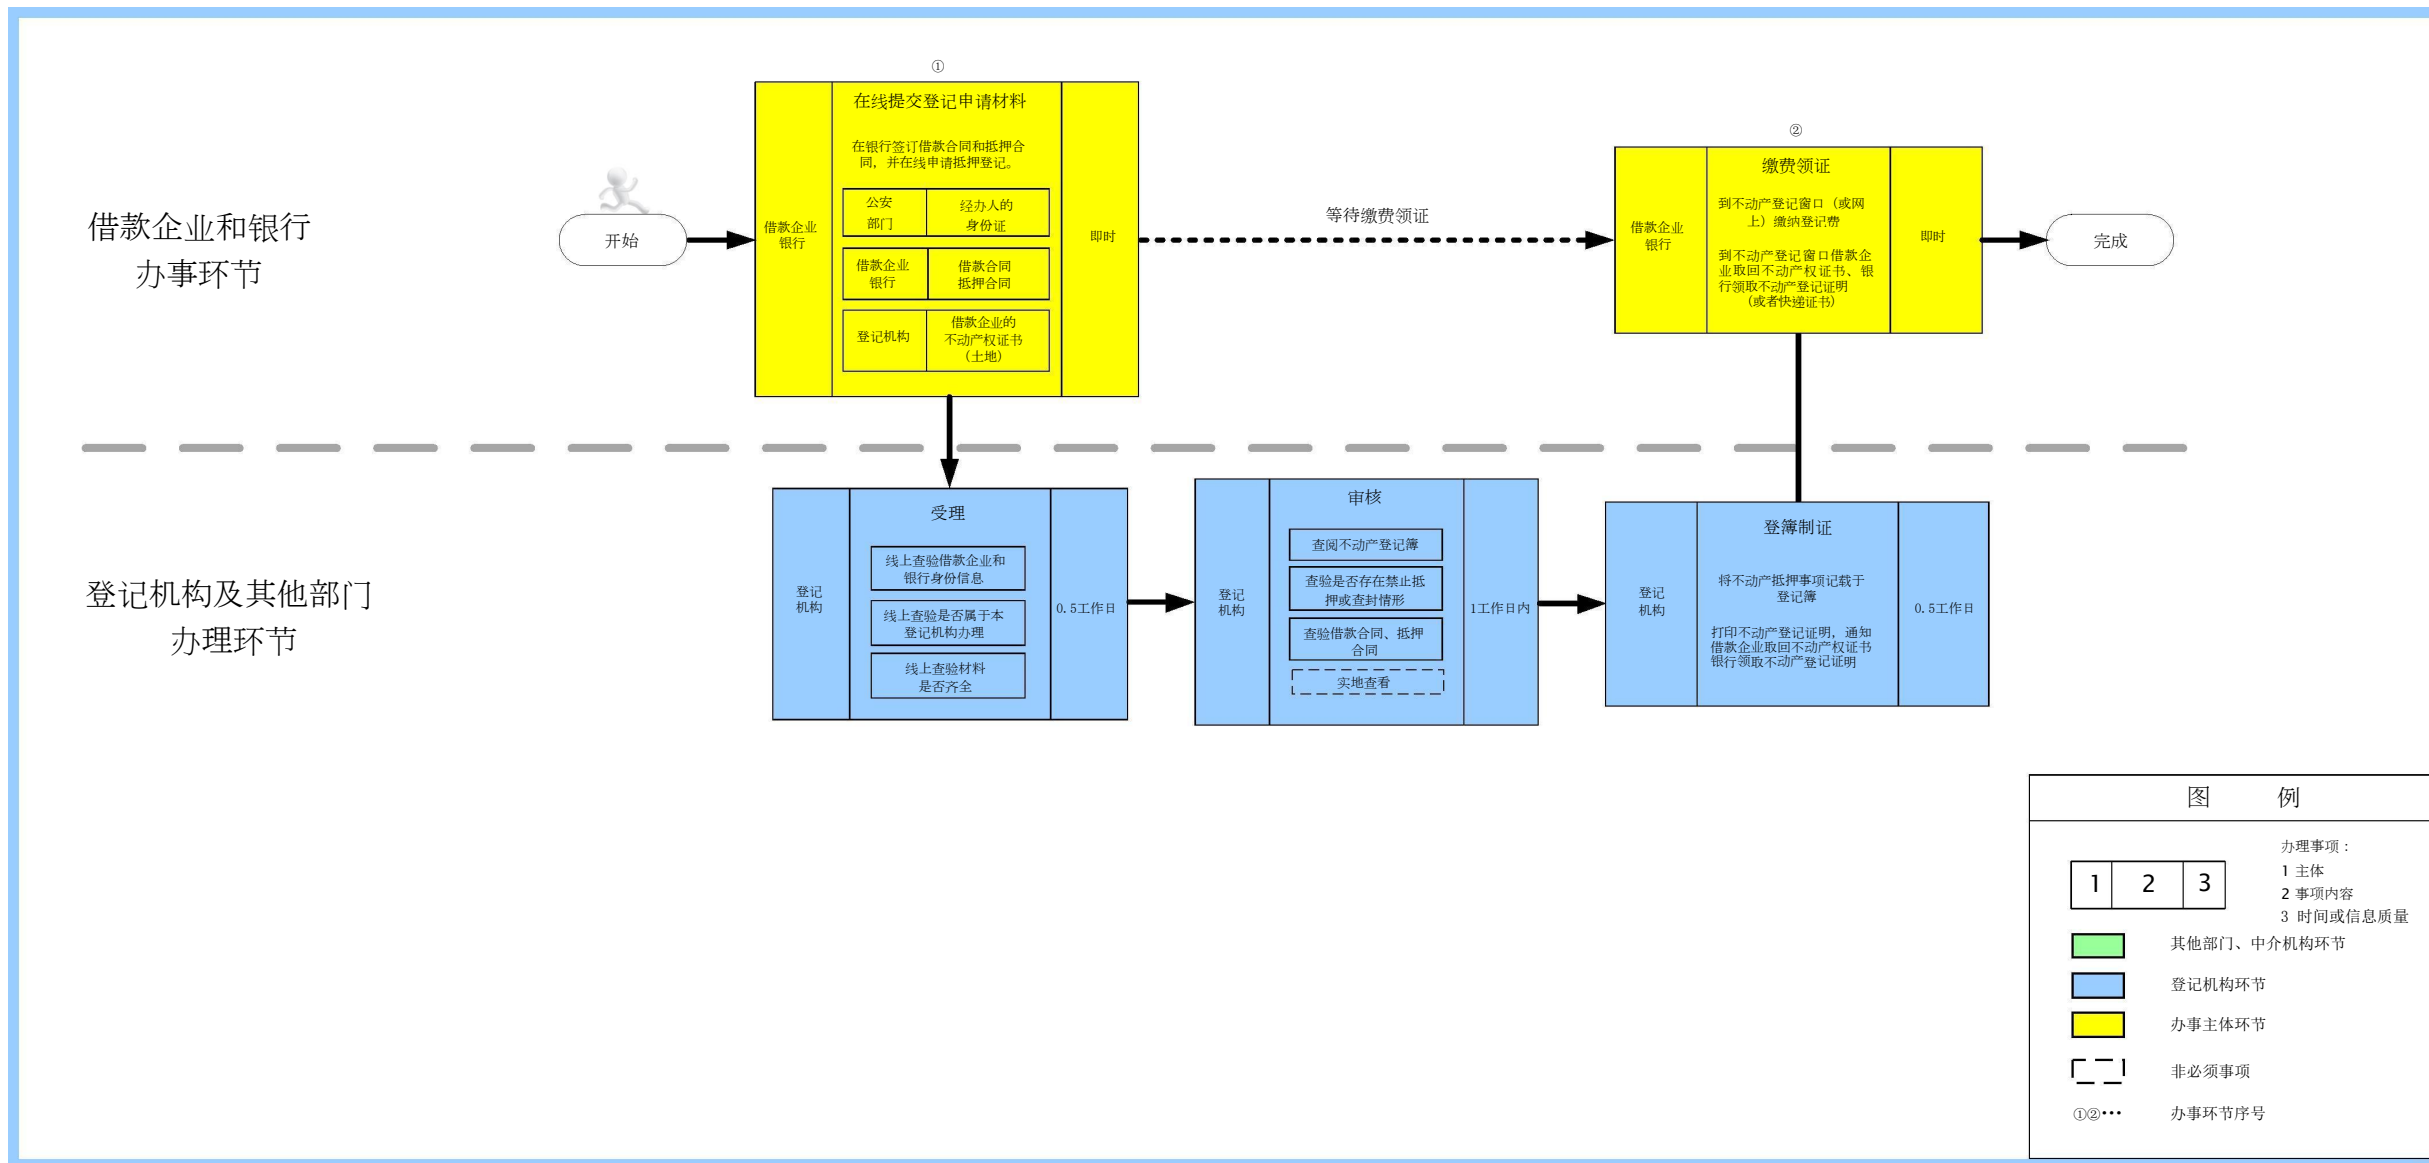 借款企业和银行
办事环节
开始
①
借款企业
银行
在线提交登记申请材料
在银行签订借款合同和抵押合
同，并在线申请抵押登记。
公安
部门
经办人的
身份证
借款企业
银行
借款合同
抵押合同
登记机构
借款企业的
不动产权证书
（土地）
即时
等待缴费领证
②
借款企业
银行
缴费领证
到不动产登记窗口（或网
上）缴纳登记费
到不动产登记窗口借款企
业取回不动产权证书、银
行领取不动产登记证明
（或者快递证书）
即时
完成
登记机构及其他部门
办理环节
登记
机构
受理
线上查验借款企业和
银行身份信息
线上查验是否属于本
登记机构办理
线上查验材料
是否齐全
0.5工作日
登记
机构
审核
查阅不动产登记簿
查验是否存在禁止抵
押或查封情形
查验借款合同、抵押
合同
实地查看
1工作日内
登记
机构
登簿制证
将不动产抵押事项记载于
登记簿
打印不动产登记证明，通知
借款企业取回不动产权证书
银行领取不动产登记证明
0.5工作日
图 例
1 2 3
办理事项：
1 主体
2 事项内容
3 时间或信息质量
其他部门、中介机构环节
登记机构环节
办事主体环节
非必须事项
①②··· 办事环节序号